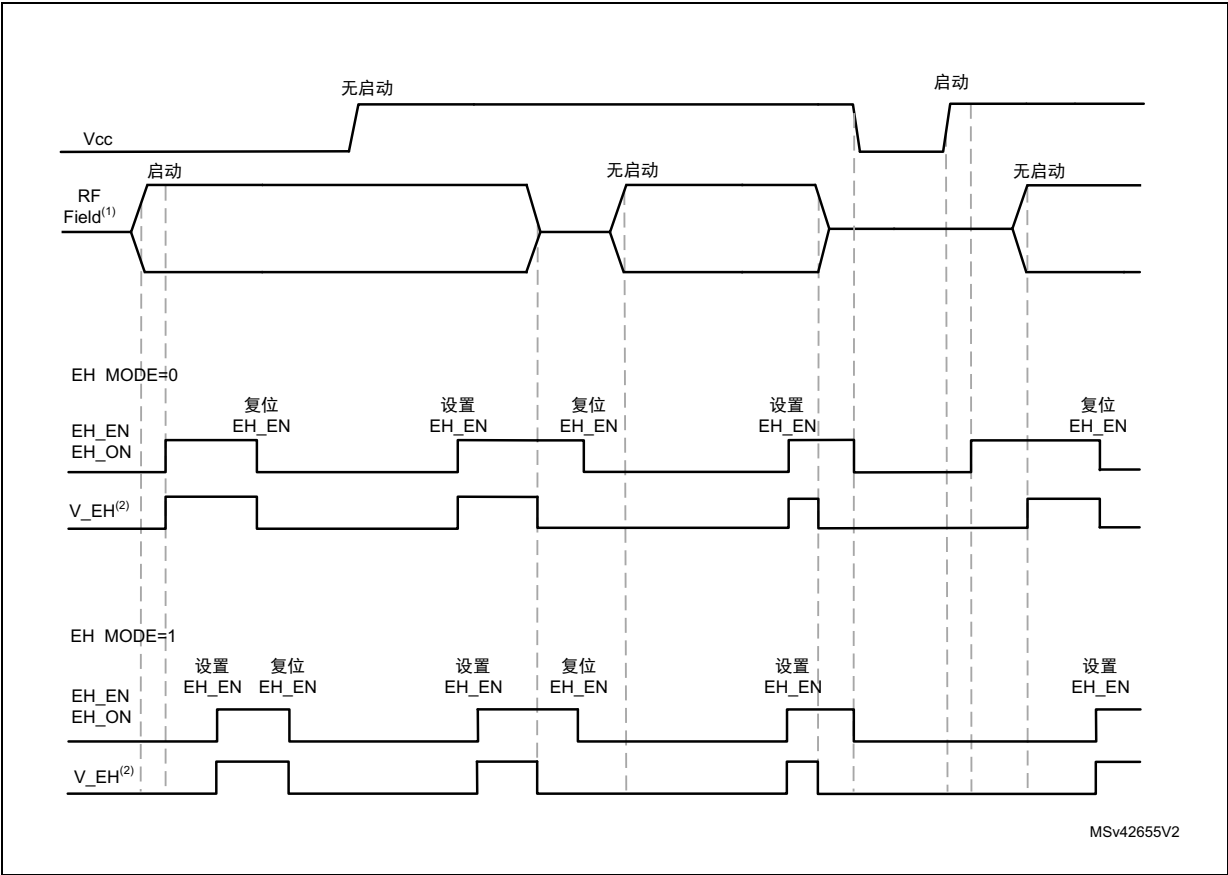 无启动
启动
Vcc
启动
无启动
无启动
RF
Field(1)
EH MODE=0
复位
EH_EN
设置
EH_EN
复位
EH_EN
设置
EH_EN
复位
EH_EN
EH_EN
EH_ON
V_EH(2)
EH MODE=1
设置
EH_EN
复位
EH_EN
设置
EH_EN
复位
EH_EN
设置
EH_EN
设置
EH_EN
EH_EN
EH_ON
V_EH(2)
MSv42655V2